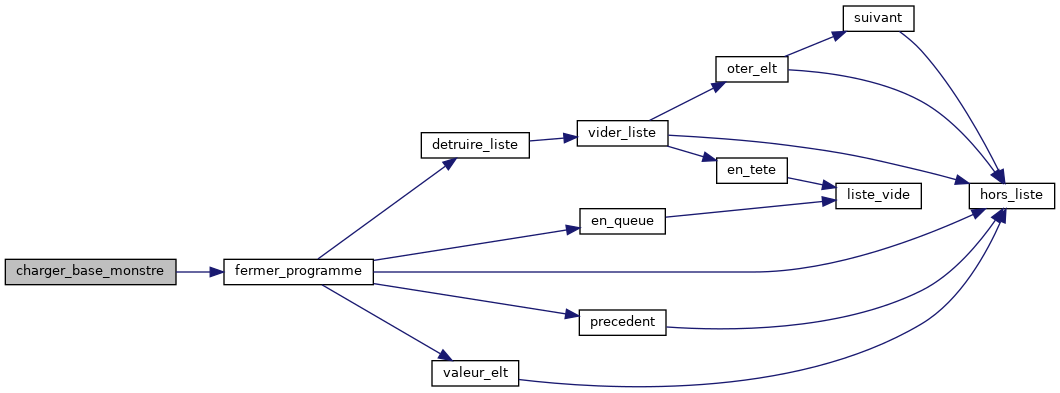 suivant
oter_elt
vider_liste
detruire_liste
en_tete
liste_vide
hors_liste
en_queue
charger_base_monstre
fermer_programme
precedent
valeur_elt